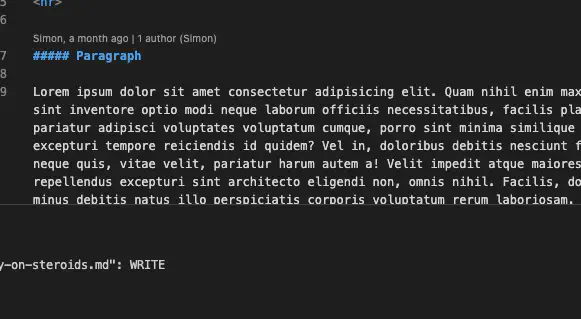 5 <hr>
6
Simon, a month ago | 1 author (Simon)
7 ##### Paragraph
8
9 Lorem ipsum dolor sit amet consectetur adipisicing elit. Quam nihil enim max
sint inventore optio modi neque laborum officiis necessitatibus, facilis pla
pariatur adipisci voluptates voluptatum cumque, porro sint minima similique
excepturi tempore reiciendis id quidem? Vel in, doloribus debitis nesciunt f
neque quis, vitae velit, pariatur harum autem a! Velit impedit atque maiores
repellendus excepturi sint architecto eligendi non, omnis nihil. Facilis, do
minus debitis natus illo perspiciatis corporis voluptatum rerum laboriosam.
y-on-steroids.md": WRITE